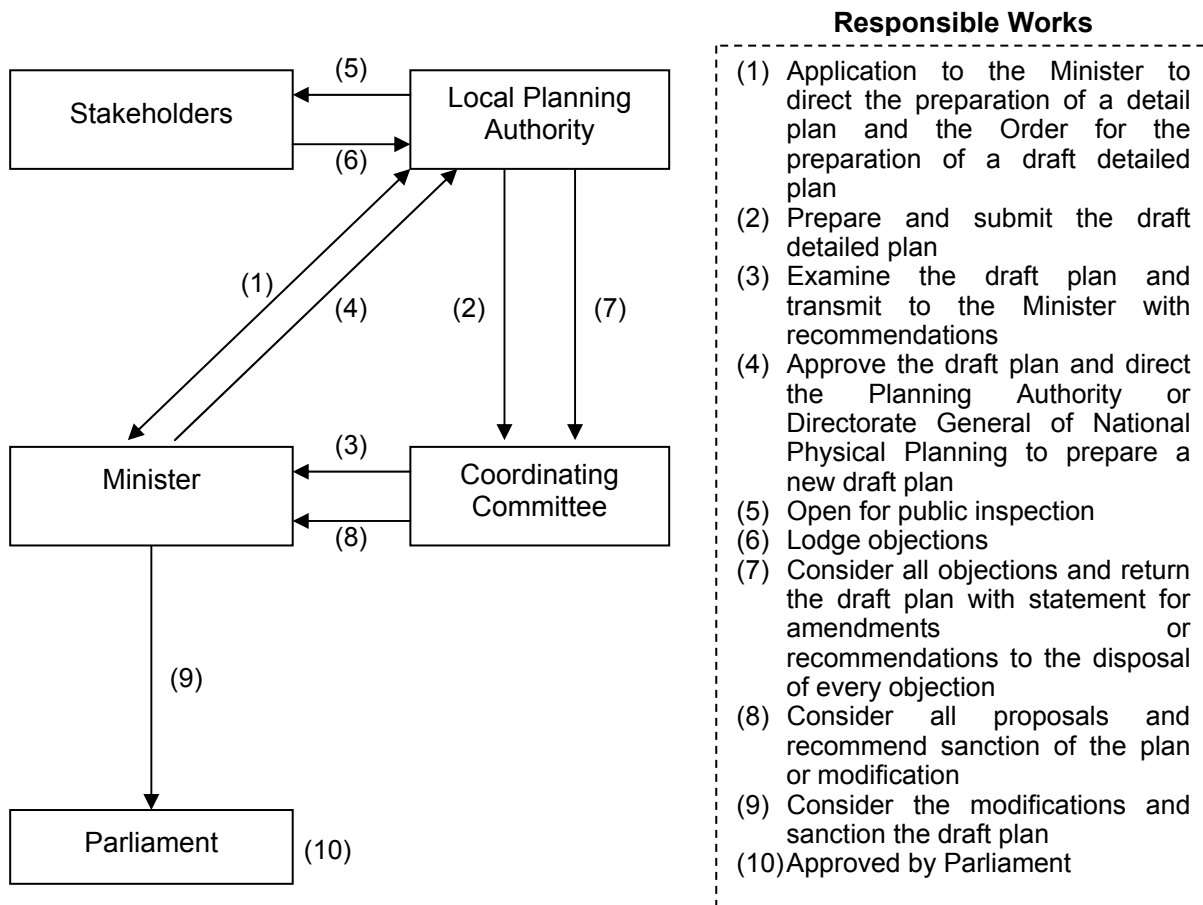 Responsible Works
(5)
Stakeholders
Local Planning
Authority
(6)
(1)
(4)
(2)
(7)
Minister
(3)
Coordinating
Committee
(8)
(9)
Parliament
(10)
(1) Application to the Minister to
direct the preparation of a detail
plan and the Order for the
preparation of a draft detailed
plan
(2) Prepare and submit the draft
detailed plan
(3) Examine the draft plan and
transmit to the Minister with
recommendations
(4) Approve the draft plan and direct
the Planning Authority or
Directorate General of National
Physical Planning to prepare a
new draft plan
(5) Open for public inspection
(6) Lodge objections
(7) Consider all objections and return
the draft plan with statement for
amendments or
recommendations to the disposal
of every objection
(8) Consider all proposals and
recommend sanction of the plan
or modification
(9) Consider the modifications and
sanction the draft plan
(10) Approved by Parliament